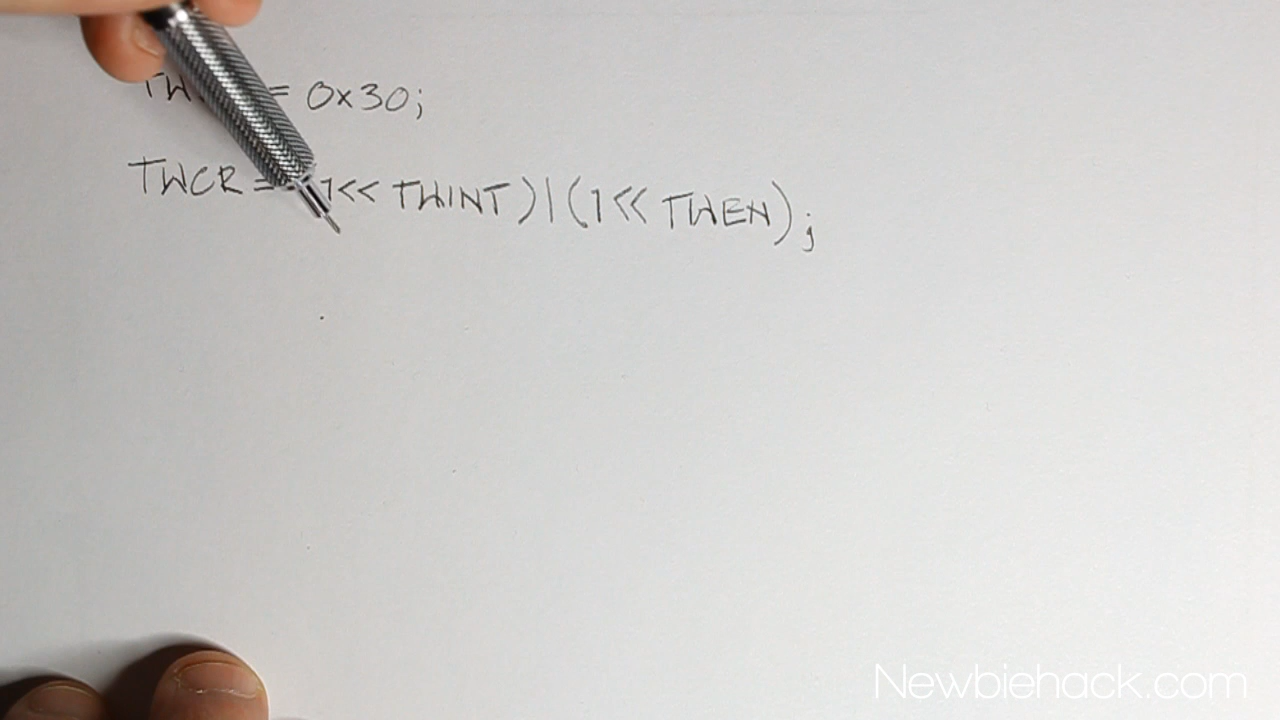 = 0x30;
TWCR = 1<< TWINT ) | (1<< TWEN);
Newbiehack.com